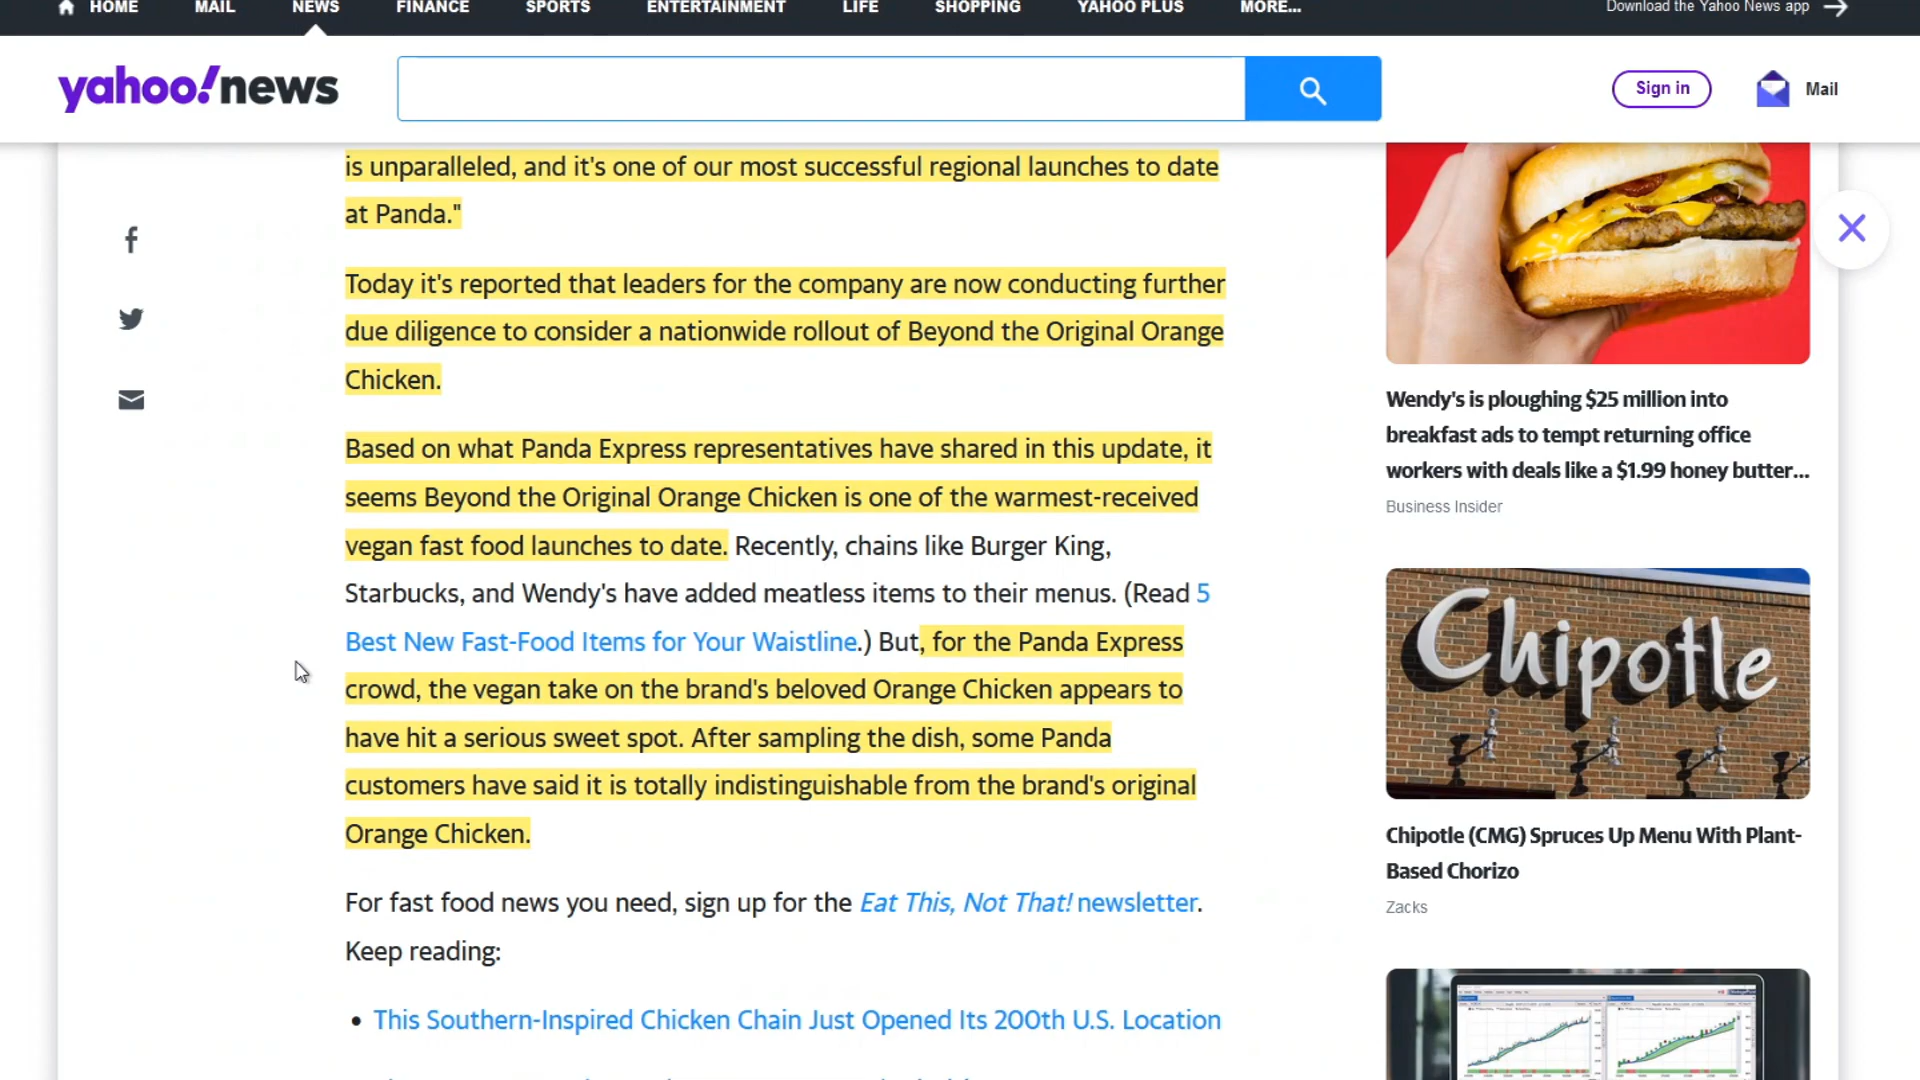 HOME MAIL NEWS FINANCE SPORTS ENTERTAINMENT LIFE SHOPPING YAHOO PLUS MORE... Download the Yahoo News app
yahoo!news
Sign in
Mail
is unparalleled, and it's one of our most successful regional launches to date
at Panda."
Today it's reported that leaders for the company are now conducting further
due diligence to consider a nationwide rollout of Beyond the Original Orange
Chicken.
Based on what Panda Express representatives have shared in this update, it
seems Beyond the Original Orange Chicken is one of the warmest-received
vegan fast food launches to date. Recently, chains like Burger King,
Starbucks, and Wendy's have added meatless items to their menus. (Read 5
Best New Fast-Food Items for Your Waistline.) But, for the Panda Express
crowd, the vegan take on the brand's beloved Orange Chicken appears to
have hit a serious sweet spot. After sampling the dish, some Panda
customers have said it is totally indistinguishable from the brand's original
Orange Chicken.
For fast food news you need, sign up for the Eat This, Not That! newsletter.
Keep reading:
• This Southern-Inspired Chicken Chain Just Opened Its 200th U.S. Location
Wendy's is ploughing $25 million into
breakfast ads to tempt returning office
workers with deals like a $1.99 honey butter...
Business Insider
Chipotle
Chipotle (CMG) Spruces Up Menu With Plant-
Based Chorizo
Zacks